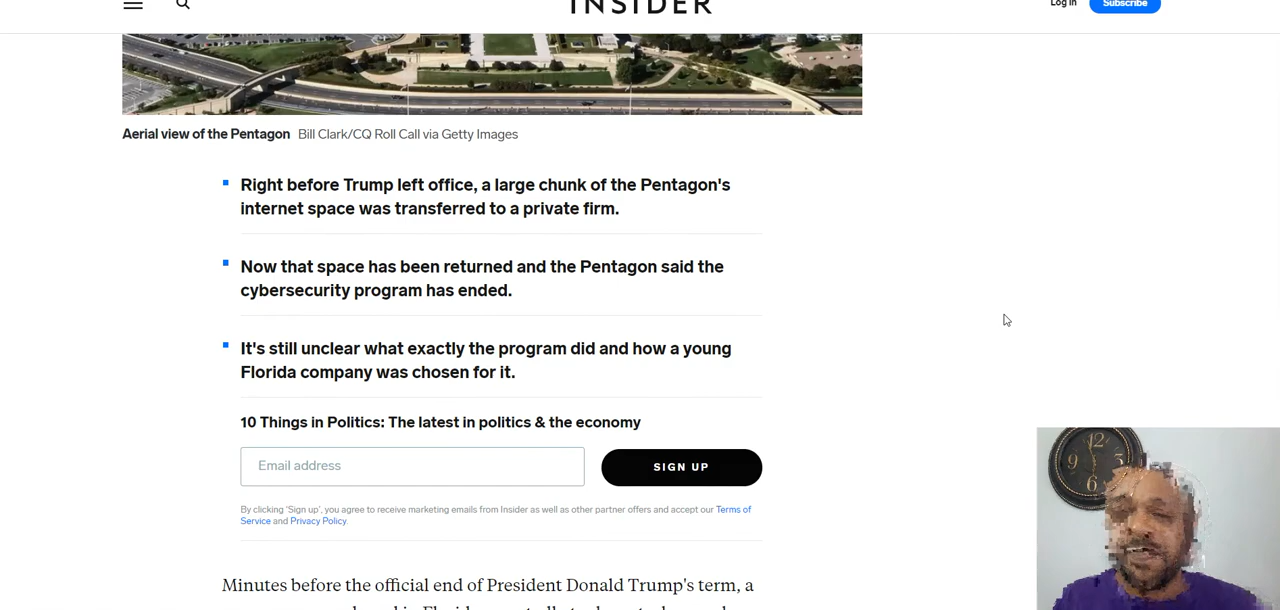 INSIDER
Log in
Subscribe
Aerial view of the Pentagon Bill Clark/CQ Roll Call via Getty Images
Right before Trump left office, a large chunk of the Pentagon's
internet space was transferred to a private firm.
Now that space has been returned and the Pentagon said the
cybersecurity program has ended.
It's still unclear what exactly the program did and how a young
Florida company was chosen for it.
10 Things in Politics: The latest in politics & the economy
Email address
SIGN UP
By clicking 'Sign up', you agree to receive marketing emails from Insider as well as other partner offers and accept our Terms of
Service and Privacy Policy.
Minutes before the official end of President Donald Trump's term, a
12
9
3
6